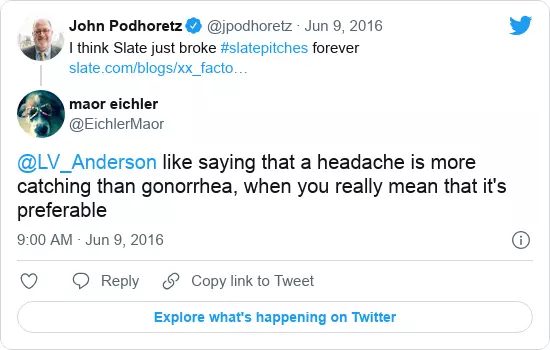 John Podhoretz @jpodhoretz · Jun 9, 2016
I think Slate just broke #slatepitches forever
slate.com/blogs/xx_facto…
maor eichler
@EichlerMaor
@LV_Anderson like saying that a headache is more
catching than gonorrhea, when you really mean that it's
preferable
9:00 AM · Jun 9, 2016
Reply Copy link to Tweet
Explore what's happening on Twitter